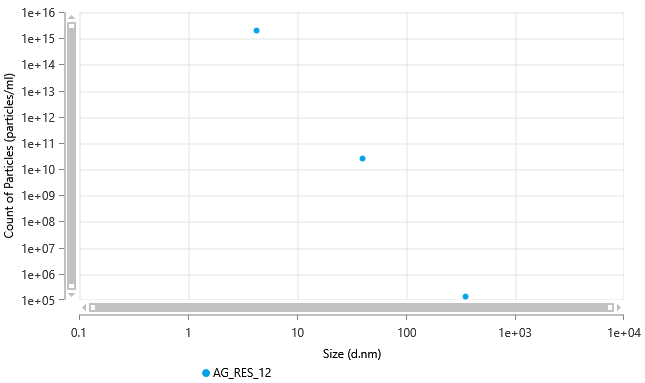 1e+16
1e+15
1e+14
1e+13
1e+12
1e+11
1e+10
1e+09
1e+08
1e+07
1e+06
1e+05
Count of Particles (particles/ml)
0.1 1 10 100 1e+03 1e+04
Size (d.nm)
AG_RES_12